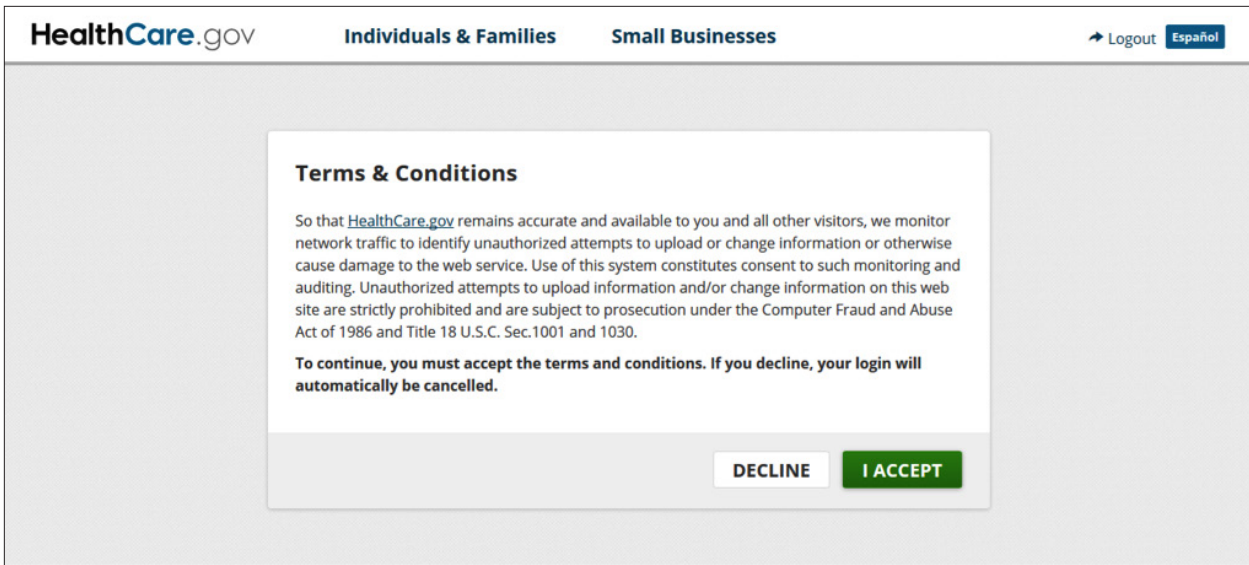 HealthCare.gov Individuals & Families Small Businesses Logout Español
Terms & Conditions
So that HealthCare.gov remains accurate and available to you and all other visitors, we monitor
network traffic to identify unauthorized attempts to upload or change information or otherwise
cause damage to the web service. Use of this system constitutes consent to such monitoring and
auditing. Unauthorized attempts to upload information and/or change information on this web
site are strictly prohibited and are subject to prosecution under the Computer Fraud and Abuse
Act of 1986 and Title 18 U.S.C. Sec.1001 and 1030.
To continue, you must accept the terms and conditions. If you decline, your login will
automatically be cancelled.
DECLINE I ACCEPT